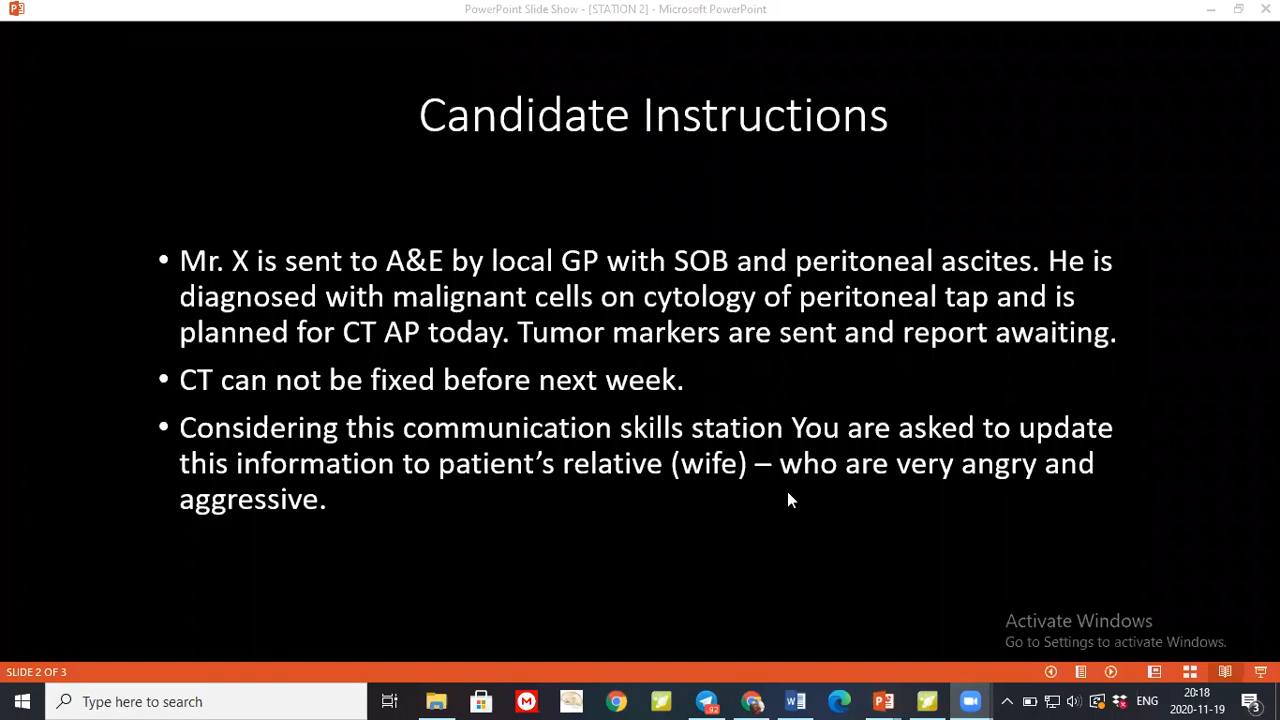 PowerPoint Slide Show - [STATION 2] - Microsoft PowerPoint
Candidate Instructions
• Mr. X is sent to A&E by local GP with SOB and peritoneal ascites. He is
diagnosed with malignant cells on cytology of peritoneal tap and is
planned for CT AP today. Tumor markers are sent and report awaiting.
• CT can not be fixed before next week.
• Considering this communication skills station You are asked to update
this information to patient's relative (wife) – who are very angry and
aggressive.
Activate Windows
Go to Settings to activate Windows.
SLIDE 2 OF 3
Type here to search
92
ENG
20:18
2020-11-19
3